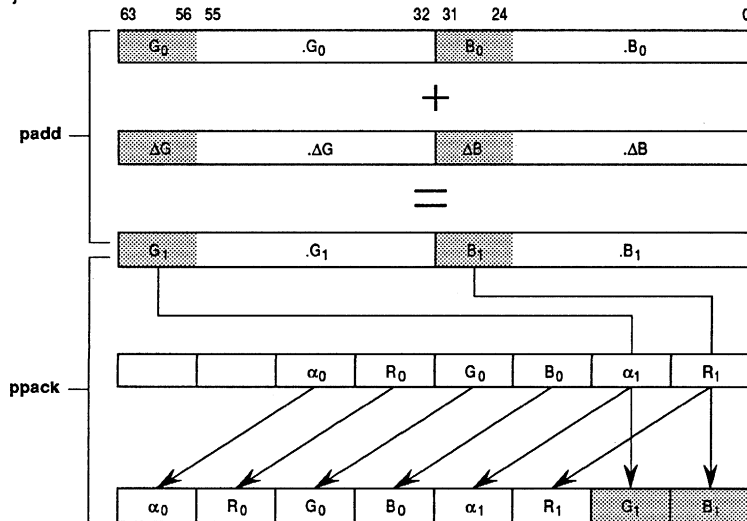 63 56 55 32 31 24 0
G₀ .G₀ B₀ .B₀
+
padd
ΔG .ΔG ΔB .ΔB
=
G₁ .G₁ B₁ .B₁
ppack
α₀ R₀ G₀ B₀ α₁ R₁
α₀ R₀ G₀ B₀ α₁ R₁ G₁ B₁